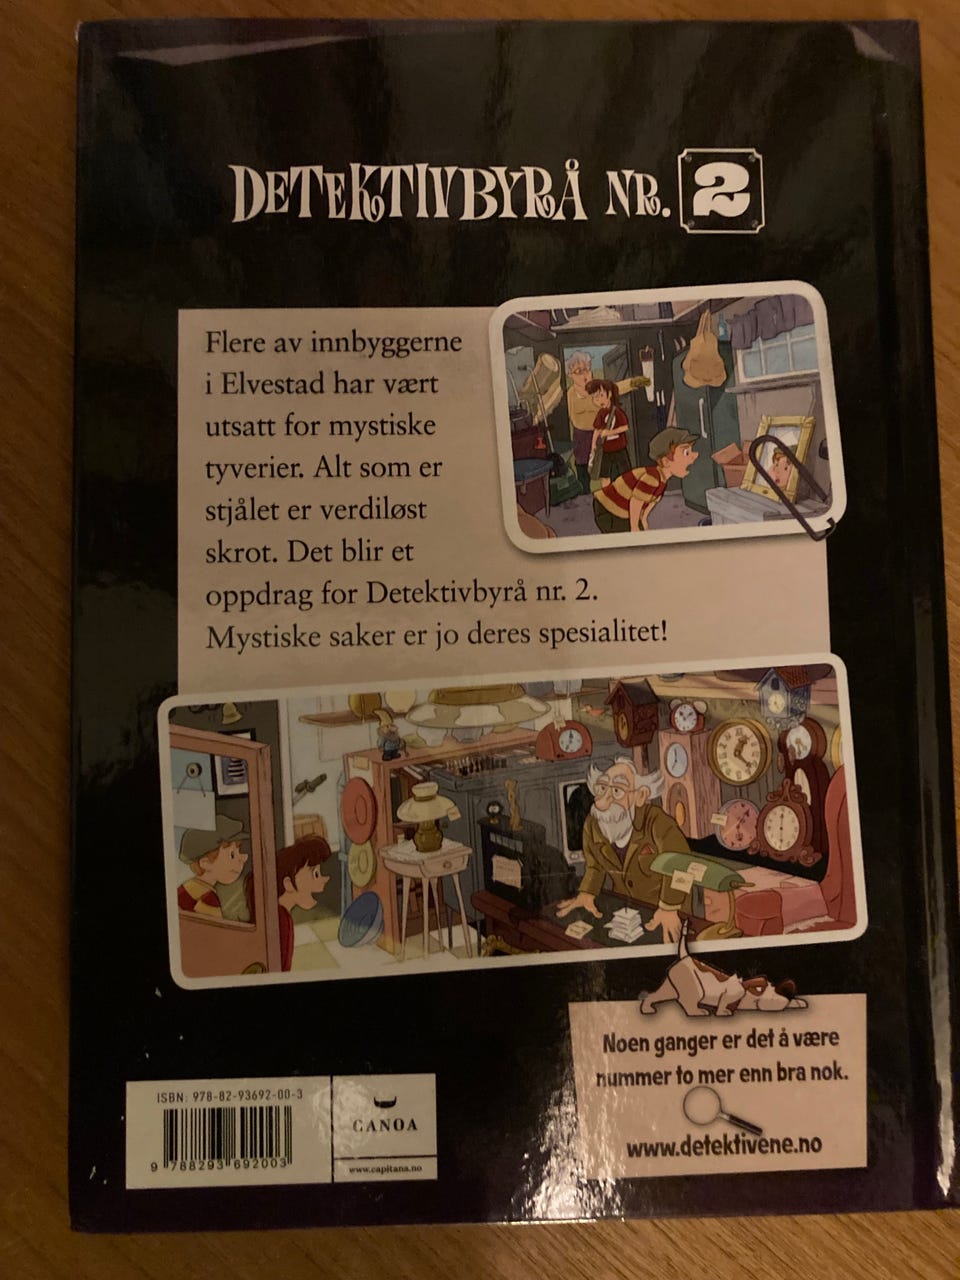 DETEKTIVBYRÅ NR. 2
Flere av innbyggerne
i Elvestad har vært
utsatt for mystiske
tyverier. Alt som er
stjålet er verdiløst
skrot. Det blir et
oppdrag for Detektivbyrå nr. 2.
Mystiske saker er jo deres spesialitet!
Noen ganger er det å være
nummer to mer enn bra nok.
www.detektivene.no
ISBN: 978-82-93692-00-3
9 788293 692003
CANOA
www.capitana.no